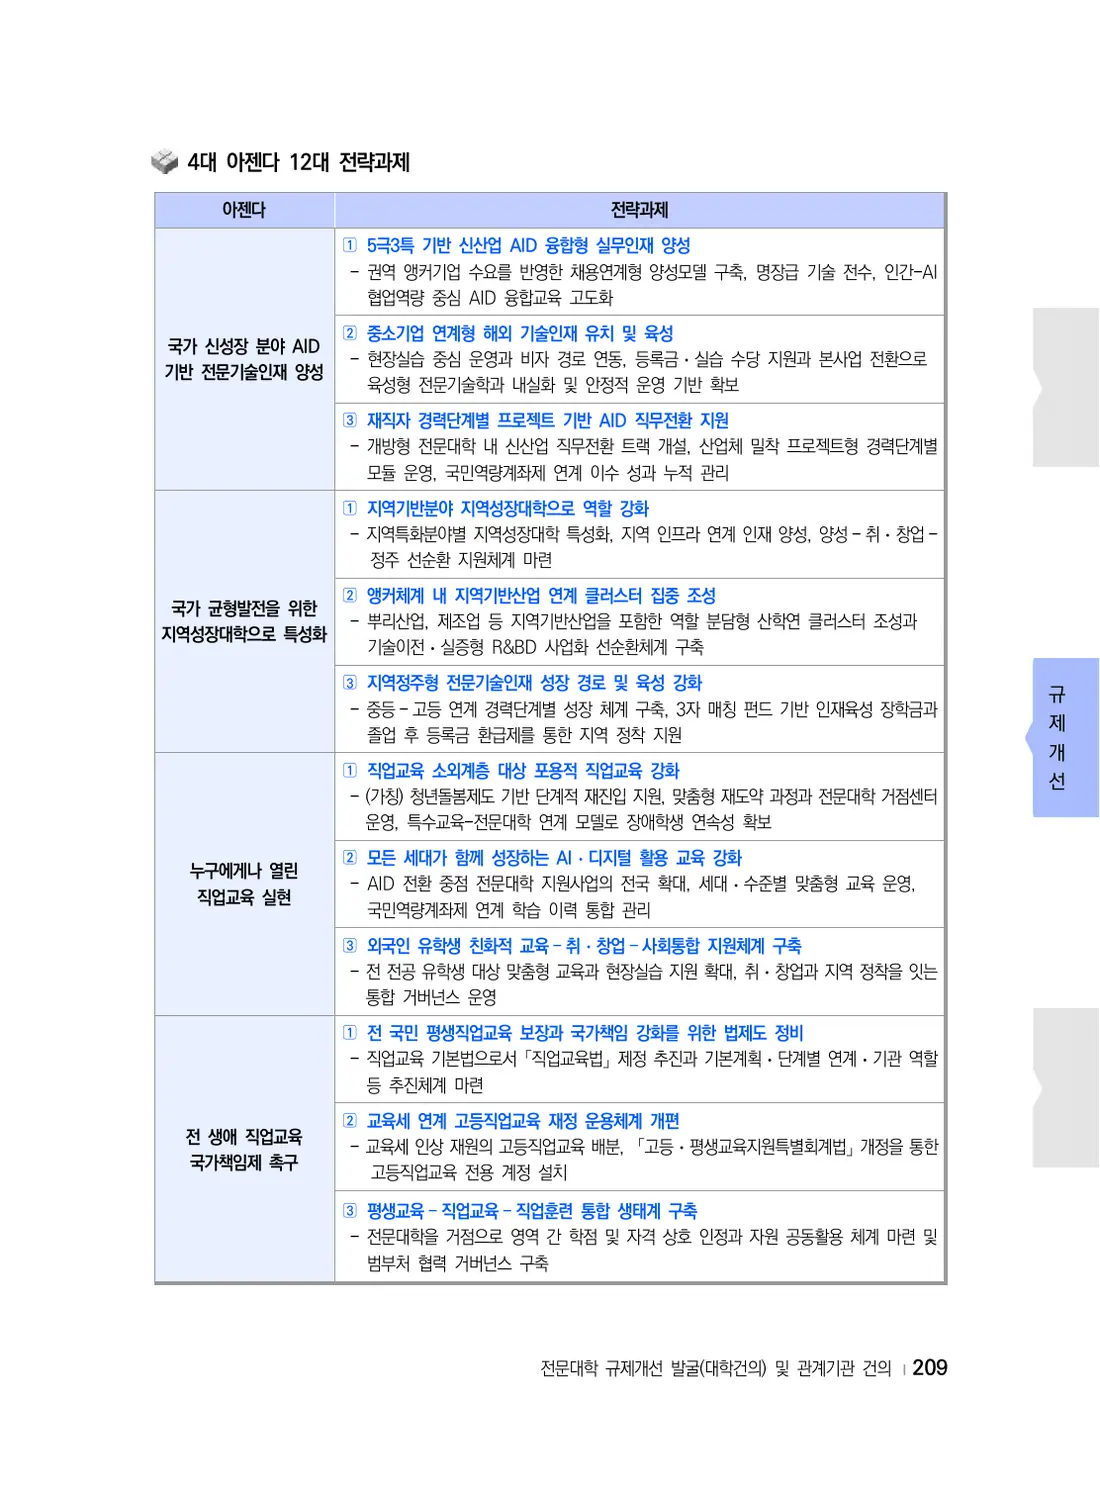 4대 아젠다 12대 전략과제
아젠다
전략과제
국가 신성장 분야 AID
기반 전문기술인재 양성
① 5극3특 기반 신산업 AID 융합형 실무인재 양성
- 권역 앵커기업 수요를 반영한 채용연계형 양성모델 구축, 명장급 기술 전수, 인간-AI
협업역량 중심 AID 융합교육 고도화
② 중소기업 연계형 해외 기술인재 유치 및 육성
- 현장실습 중심 운영과 비자 경로 연동, 등록금·실습 수당 지원과 본사업 전환으로
육성형 전문기술학과 내실화 및 안정적 운영 기반 확보
③ 재직자 경력단계별 프로젝트 기반 AID 직무전환 지원
- 개방형 전문대학 내 신산업 직무전환 트랙 개설, 산업체 밀착 프로젝트형 경력단계별
모듈 운영, 국민역량계좌제 연계 이수 성과 누적 관리
국가 균형발전을 위한
지역성장대학으로 특성화
① 지역기반분야 지역성장대학으로 역할 강화
- 지역특화분야별 지역성장대학 특성화, 지역 인프라 연계 인재 양성, 양성-취·창업-
정주 선순환 지원체계 마련
② 앵커체계 내 지역기반산업 연계 클러스터 집중 조성
- 뿌리산업, 제조업 등 지역기반산업을 포함한 역할 분담형 산학연 클러스터 조성과
기술이전·실증형 R&BD 사업화 선순환체계 구축
③ 지역정주형 전문기술인재 성장 경로 및 육성 강화
- 중등-고등 연계 경력단계별 성장 체계 구축, 3자 매칭 펀드 기반 인재육성 장학금과
졸업 후 등록금 환급제를 통한 지역 정착 지원
누구에게나 열린
직업교육 실현
① 직업교육 소외계층 대상 포용적 직업교육 강화
- (가칭) 청년돌봄제도 기반 단계적 재진입 지원, 맞춤형 재도약 과정과 전문대학 거점센터
운영, 특수교육-전문대학 연계 모델로 장애학생 연속성 확보
② 모든 세대가 함께 성장하는 AI·디지털 활용 교육 강화
- AID 전환 중점 전문대학 지원사업의 전국 확대, 세대·수준별 맞춤형 교육 운영,
국민역량계좌제 연계 학습 이력 통합 관리
③ 외국인 유학생 친화적 교육-취·창업-사회통합 지원체계 구축
- 전 전공 유학생 대상 맞춤형 교육과 현장실습 지원 확대, 취·창업과 지역 정착을 잇는
통합 거버넌스 운영
전 생애 직업교육
국가책임제 촉구
① 전 국민 평생직업교육 보장과 국가책임 강화를 위한 법제도 정비
- 직업교육 기본법으로서「직업교육법」제정 추진과 기본계획·단계별 연계·기관 역할
등 추진체계 마련
② 교육세 연계 고등직업교육 재정 운용체계 개편
- 교육세 인상 재원의 고등직업교육 배분, 「고등·평생교육지원특별회계법」개정을 통한
고등직업교육 전용 계정 설치
③ 평생교육-직업교육-직업훈련 통합 생태계 구축
- 전문대학을 거점으로 영역 간 학점 및 자격 상호 인정과 자원 공동활용 체계 마련 및
범부처 협력 거버넌스 구축
규
제
개
선
전문대학 규제개선 발굴(대학건의) 및 관계기관 건의 | 209